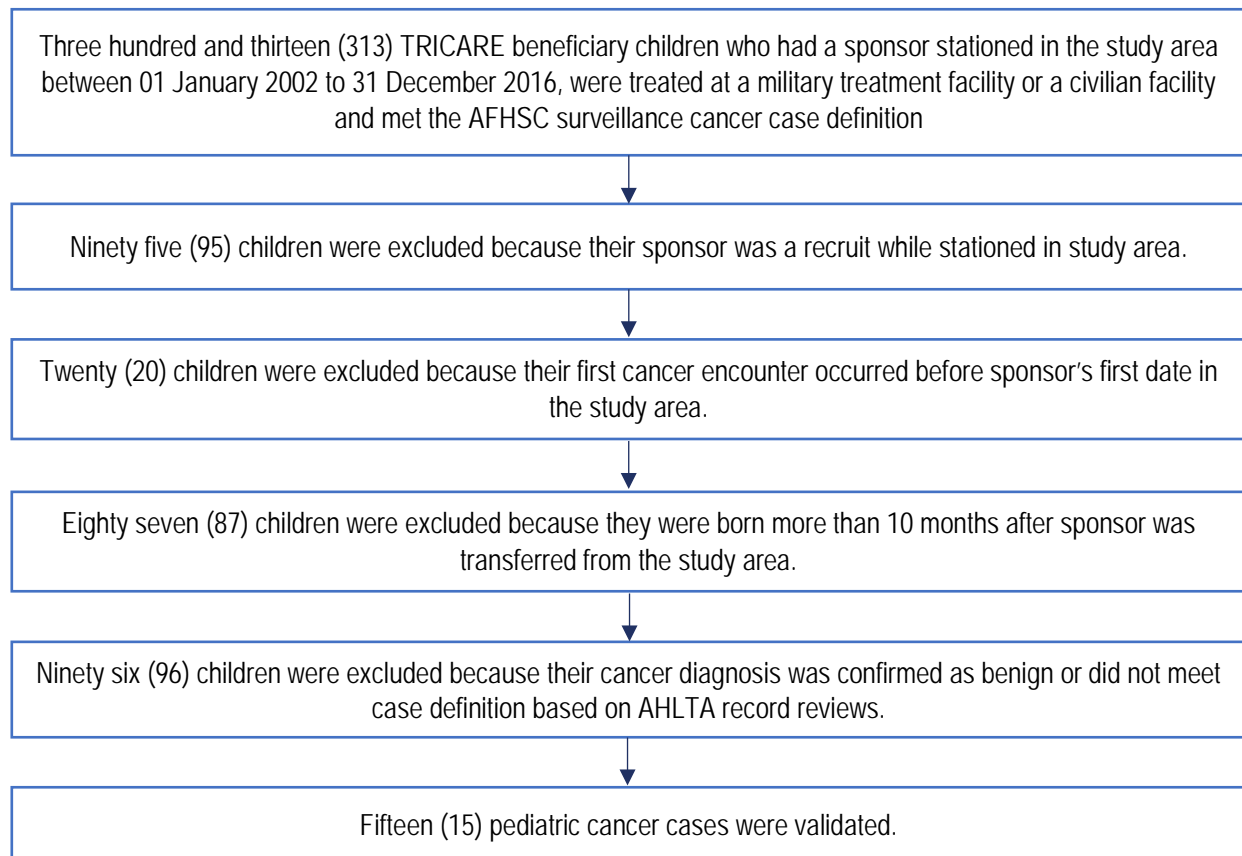 Three hundred and thirteen (313) TRICARE beneficiary children who had a sponsor stationed in the study area
between 01 January 2002 to 31 December 2016, were treated at a military treatment facility or a civilian facility
and met the AFHSC surveillance cancer case definition
Ninety five (95) children were excluded because their sponsor was a recruit while stationed in study area.
Twenty (20) children were excluded because their first cancer encounter occurred before sponsor’s first date in
the study area.
Eighty seven (87) children were excluded because they were born more than 10 months after sponsor was
transferred from the study area.
Ninety six (96) children were excluded because their cancer diagnosis was confirmed as benign or did not meet
case definition based on AHLTA record reviews.
Fifteen (15) pediatric cancer cases were validated.